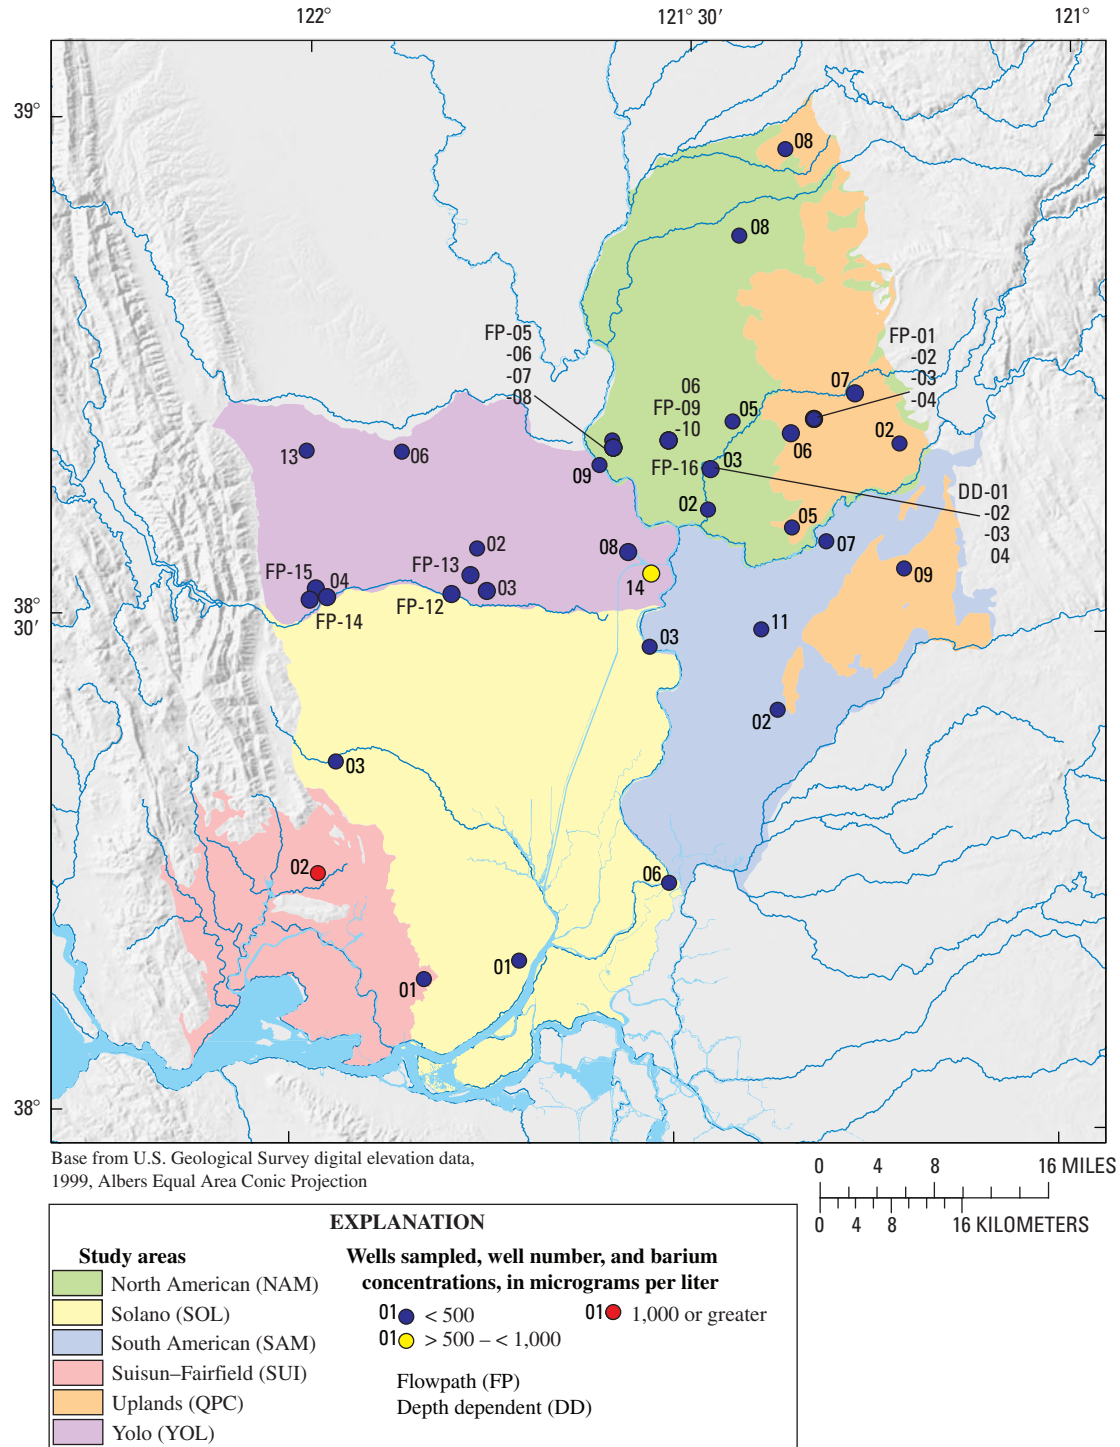 122°
121° 30′
121°
39°
08
08
FP-05
-06
-07
-08
FP-01
-02
-03
-04
07
06
FP-09
-10
05
06
02
13
06
09
FP-16
03
DD-01
-02
-03
04
02
05
07
02
08
FP-13
14
09
FP-15
04
03
FP-12
FP-14
38°
30′
11
03
02
03
02
06
01
01
38°
Base from U.S. Geological Survey digital elevation data,
1999, Albers Equal Area Conic Projection
0 4 8 16 MILES
0 4 8 16 KILOMETERS
EXPLANATION
Study areas
North American (NAM)
Solano (SOL)
South American (SAM)
Suisun–Fairfield (SUI)
Uplands (QPC)
Yolo (YOL)
Wells sampled, well number, and barium
concentrations, in micrograms per liter
01 < 500
01 1,000 or greater
01 > 500 – < 1,000
Flowpath (FP)
Depth dependent (DD)